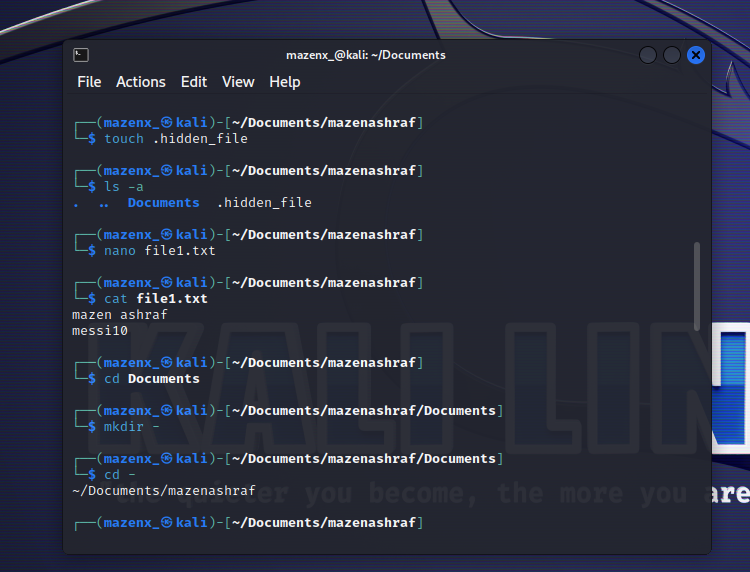 mazenx_@kali: ~/Documents
File Actions Edit View Help
┌──(mazenx_㉿kali)-[~/Documents/mazenashraf]
└─$ touch .hidden_file
┌──(mazenx_㉿kali)-[~/Documents/mazenashraf]
└─$ ls -a
. .. Documents .hidden_file
┌──(mazenx_㉿kali)-[~/Documents/mazenashraf]
└─$ nano file1.txt
┌──(mazenx_㉿kali)-[~/Documents/mazenashraf]
└─$ cat file1.txt
mazen ashraf
messi10
┌──(mazenx_㉿kali)-[~/Documents/mazenashraf]
└─$ cd Documents
┌──(mazenx_㉿kali)-[~/Documents/mazenashraf/Documents]
└─$ mkdir -
┌──(mazenx_㉿kali)-[~/Documents/mazenashraf/Documents]
└─$ cd -
~/Documents/mazenashraf
┌──(mazenx_㉿kali)-[~/Documents/mazenashraf]
KALI LIN
the quieter you become, the more you are